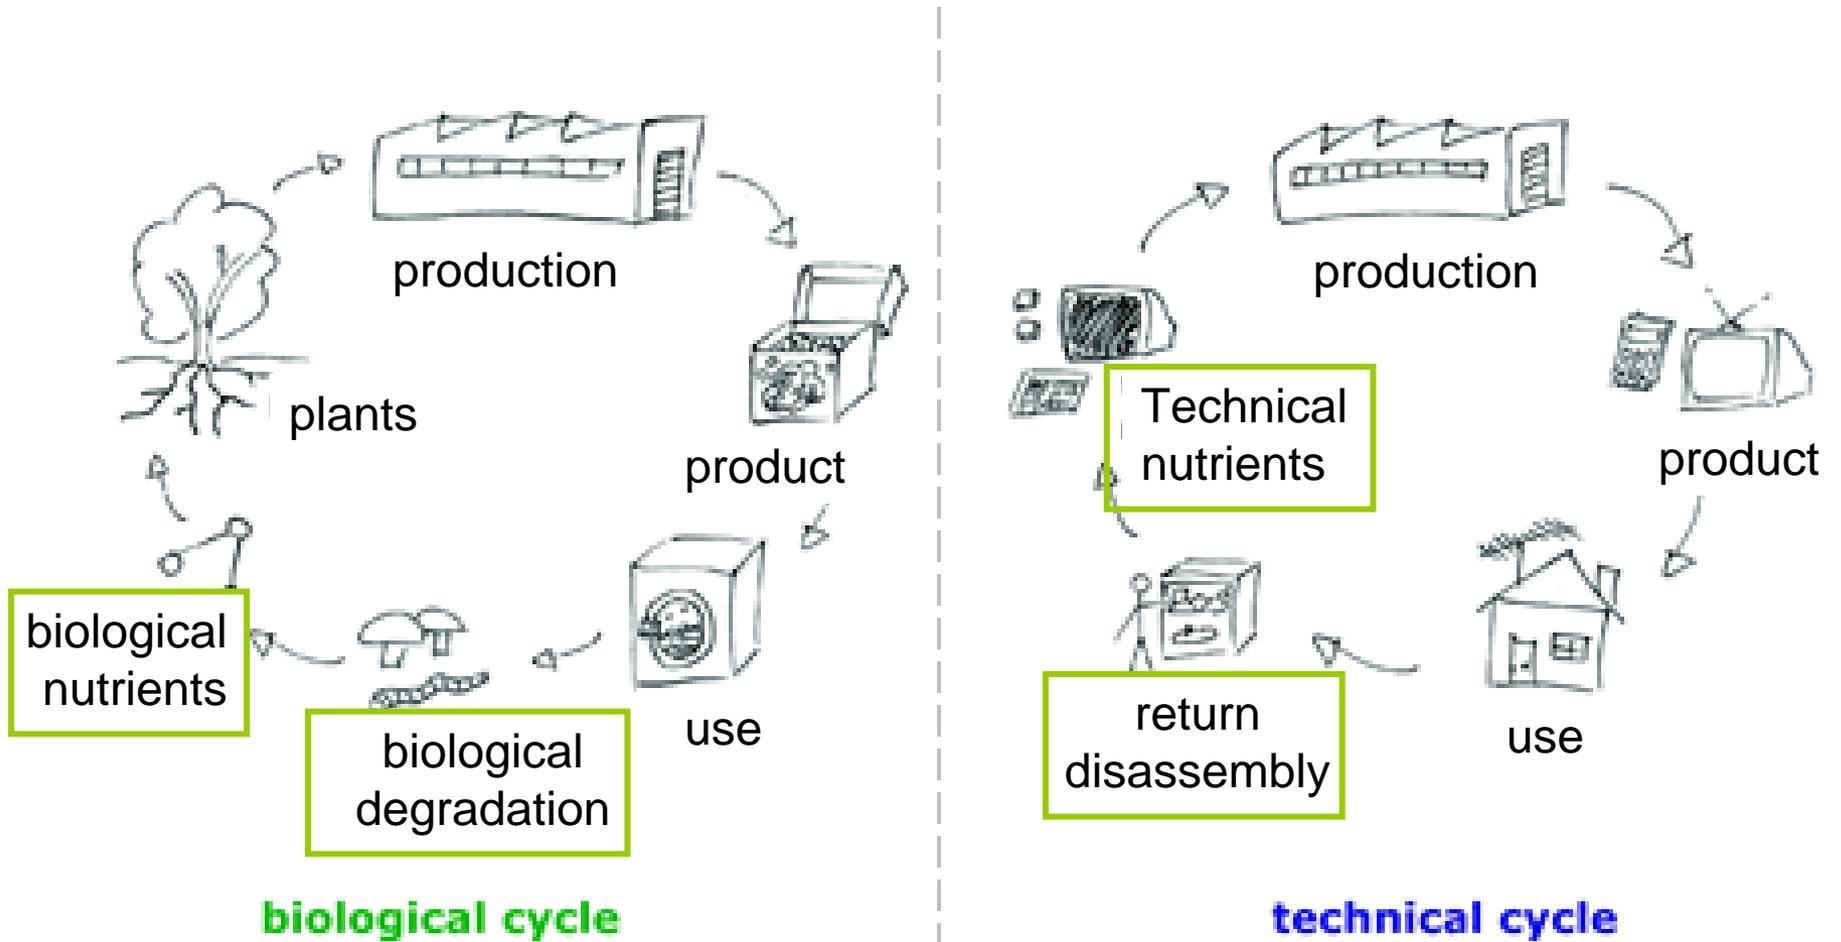 production
plants
product
biological
nutrients
use
biological
degradation
biological cycle
production
Technical
nutrients
product
return
disassembly
use
technical cycle